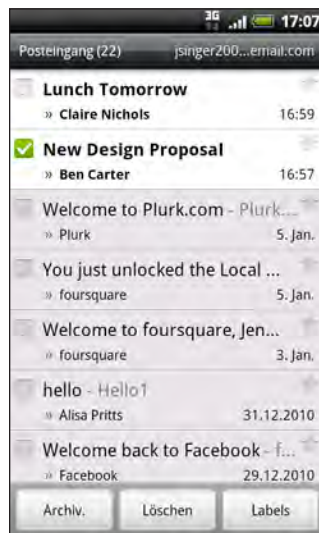 3G 17:07
Posteingang (22) jsinger200...email.com
Lunch Tomorrow
» Claire Nichols 16:59
New Design Proposal
» Ben Carter 16:57
Welcome to Plurk.com - Plurk...
» Plurk 5. Jan.
You just unlocked the Local ...
» foursquare 5. Jan.
Welcome to foursquare, Jen...
» foursquare 3. Jan.
hello - Hello1
» Alisa Pritts 31.12.2010
Welcome back to Facebook - f...
» Facebook 29.12.2010
Archiv. Löschen Labels